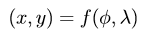 (x, y) = f(ϕ, λ)